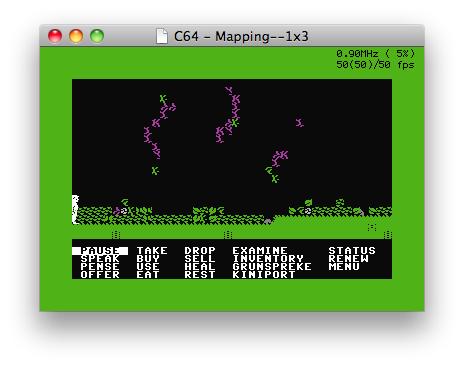 C64 - Mapping--1x3
0.90MHz ( 5%)
50(50)/50 fps
PAUSE TAKE DROP EXAMINE STATUS
SPEAK BUY SELL INVENTORY RENEW
PENSE USE HEAL GRUNSPREKE MENU
OFFER EAT REST KINIPORT